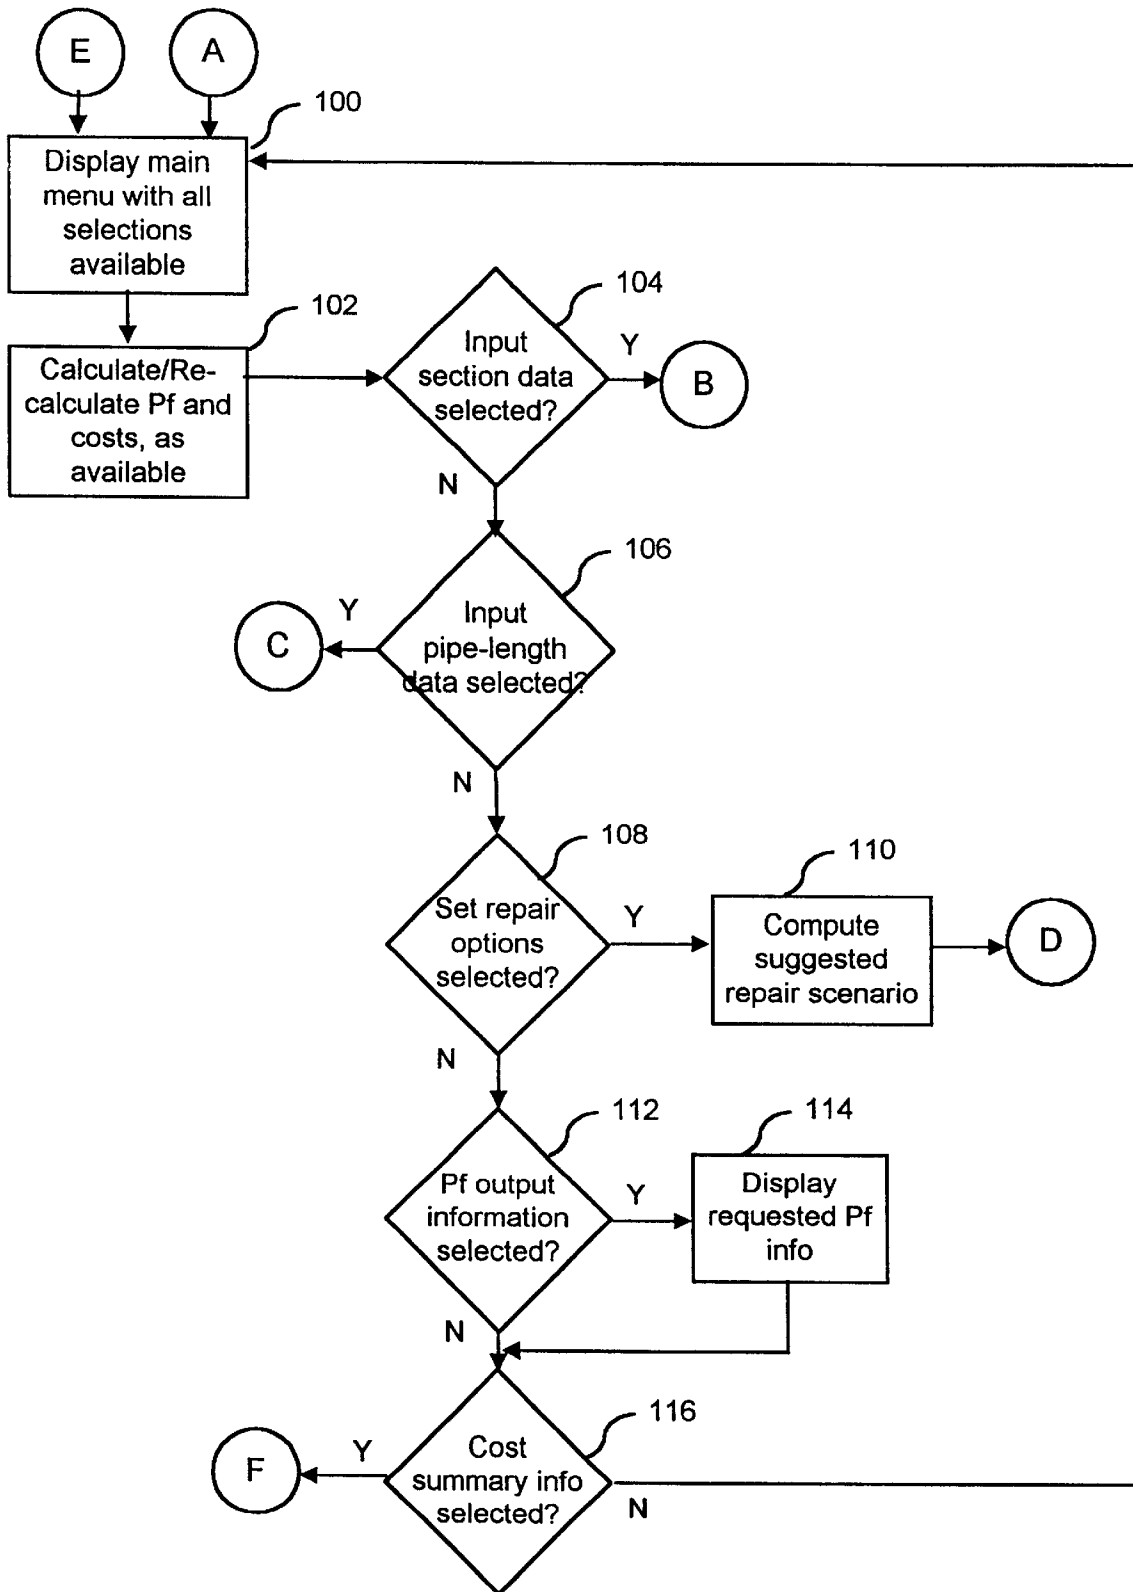 E
A
100
Display main
menu with all
selections
available
102
Calculate/Re-
calculate Pf and
costs, as
available
104
Input
section data
selected?
Y
B
N
106
Input
pipe-length
data selected?
Y
C
N
108
Set repair
options
selected?
Y
110
Compute
suggested
repair scenario
D
N
112
Pf output
information
selected?
Y
114
Display
requested Pf
info
N
116
Cost
summary info
selected?
Y
F
N